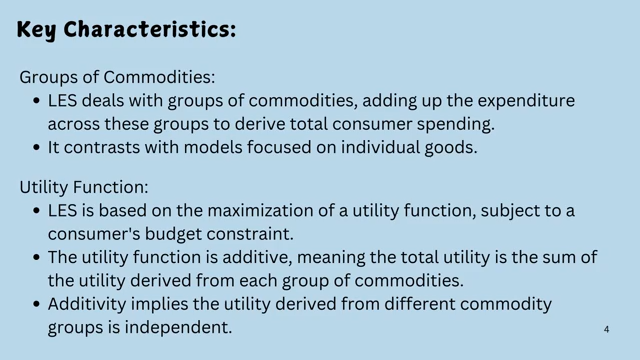 Key Characteristics:
Groups of Commodities:
• LES deals with groups of commodities, adding up the expenditure
across these groups to derive total consumer spending.
• It contrasts with models focused on individual goods.
Utility Function:
• LES is based on the maximization of a utility function, subject to a
consumer's budget constraint.
• The utility function is additive, meaning the total utility is the sum of
the utility derived from each group of commodities.
• Additivity implies the utility derived from different commodity
groups is independent.
4